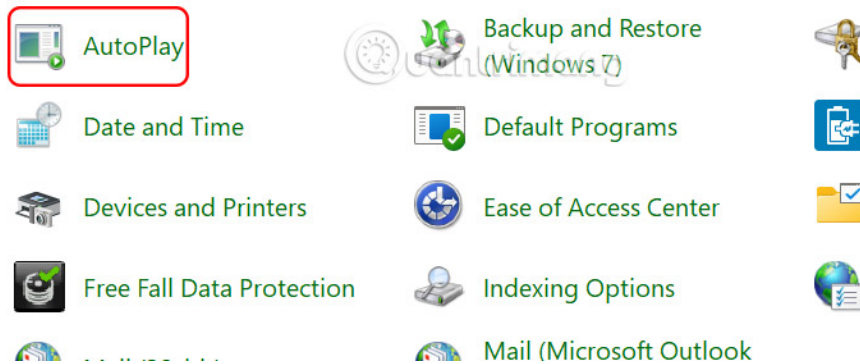 AutoPlay
Backup and Restore
(Windows 7)
Quantrimang
Date and Time
Default Programs
Devices and Printers
Ease of Access Center
Free Fall Data Protection
Indexing Options
Mail (Microsoft Outlook